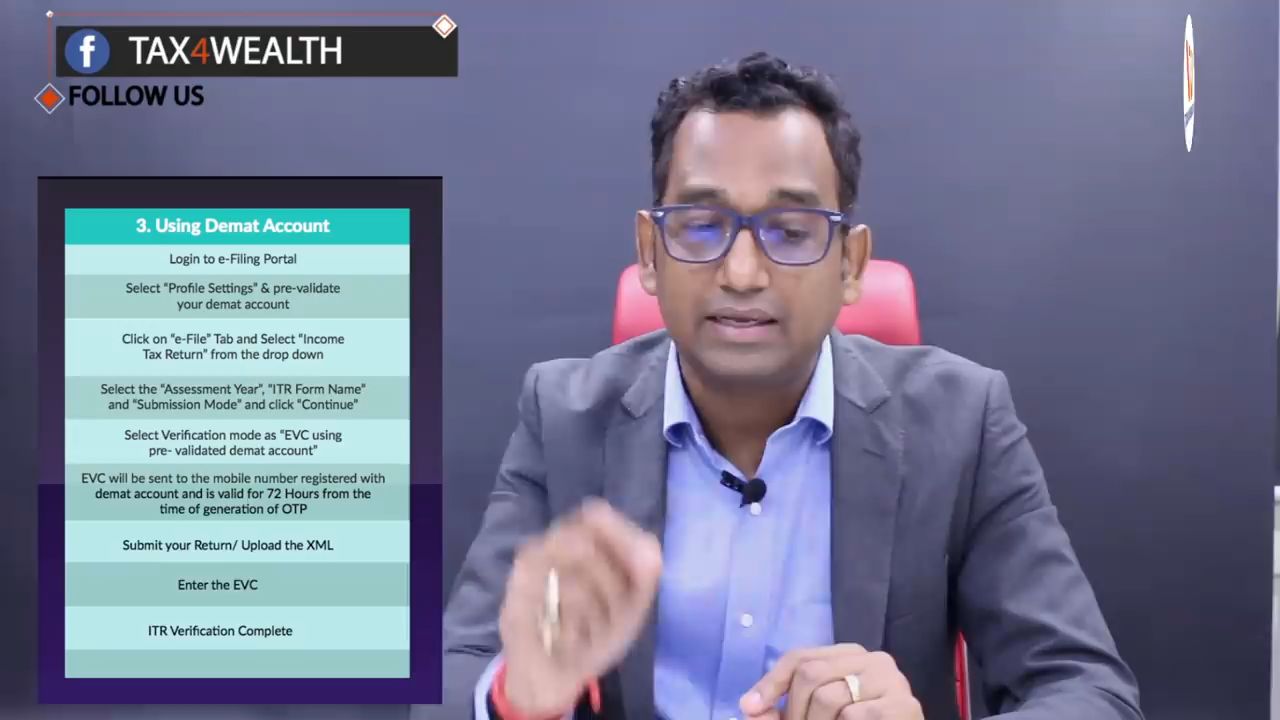 TAX4WEALTH
FOLLOW US
3. Using Demat Account
Login to e-Filing Portal
Select “Profile Settings” & pre-validate
your demat account
Click on “e-File” Tab and Select “Income
Tax Return” from the drop down
Select the “Assessment Year”, “ITR Form Name”
and “Submission Mode” and click “Continue”
Select Verification mode as “EVC using
pre- validated demat account”
EVC will be sent to the mobile number registered with
demat account and is valid for 72 Hours from the
time of generation of OTP
Submit your Return/ Upload the XML
Enter the EVC
ITR Verification Complete